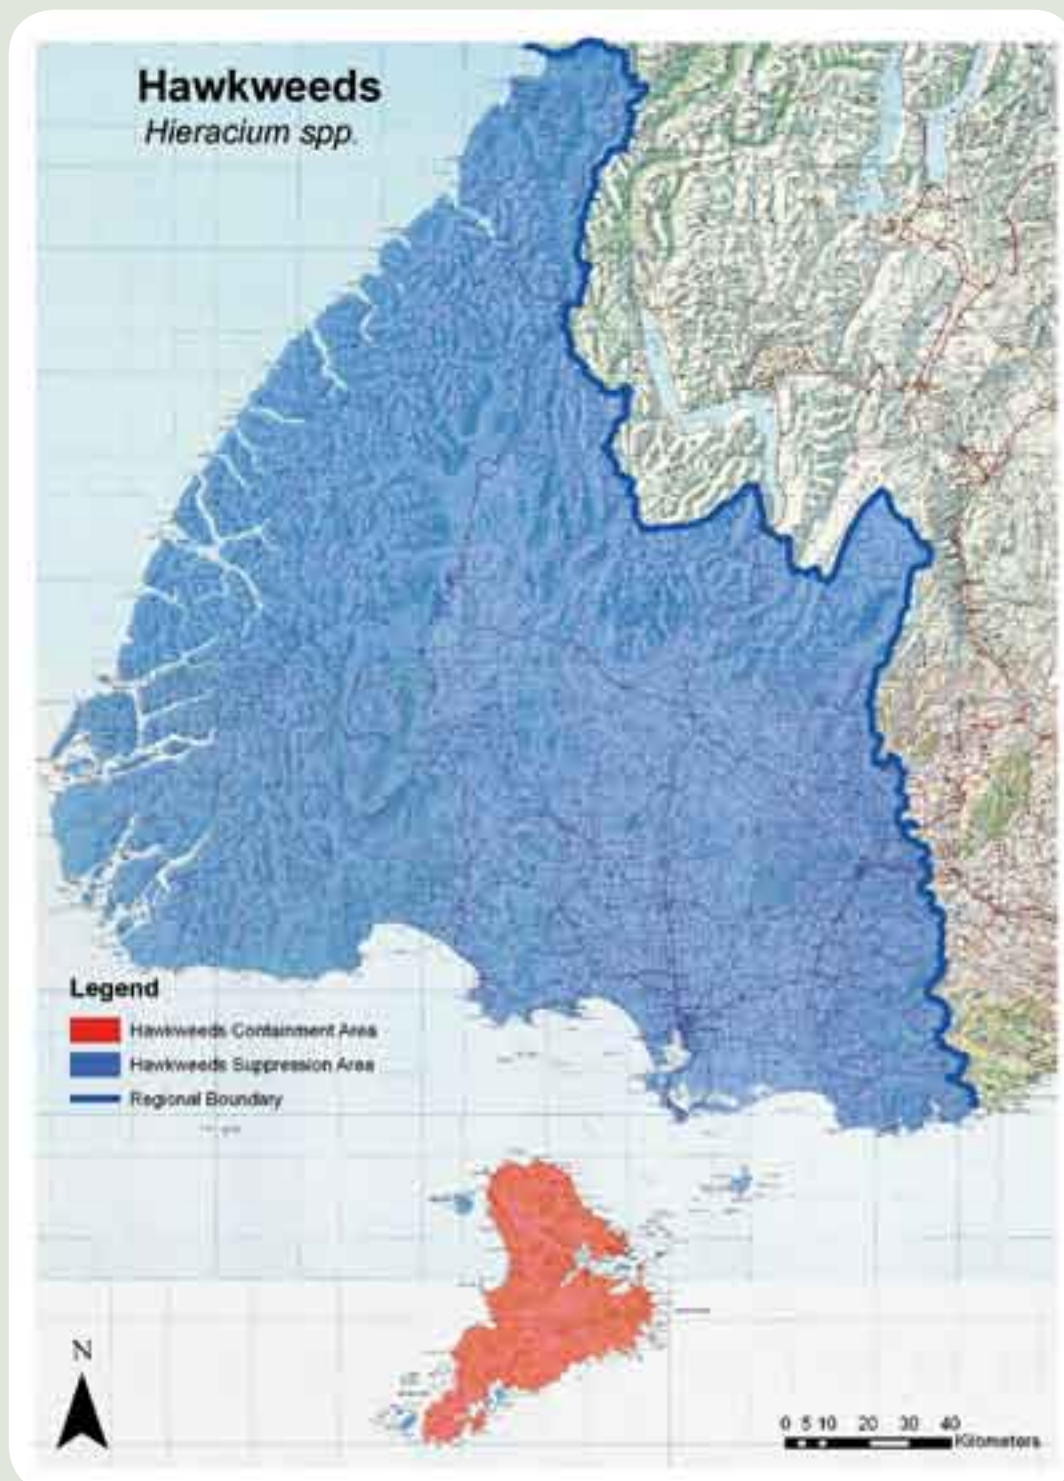 Hawkweeds
Hieracium spp.
Legend
Hawkweeds Containment Area
Hawkweeds Suppression Area
Regional Boundary
N
0 5 10 20 30 40
Kilometers